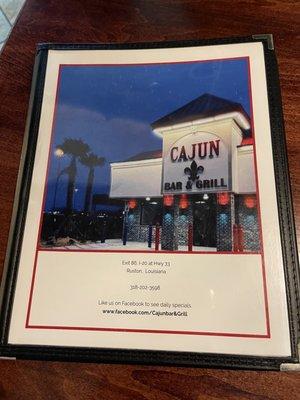 CAJUN
BAR & GRILL
Exit 86, I-20 at Hwy 33
Ruston, Louisiana
318-202-3598
Like us on Facebook to see daily specials.
www.facebook.com/Cajunbar&Grill